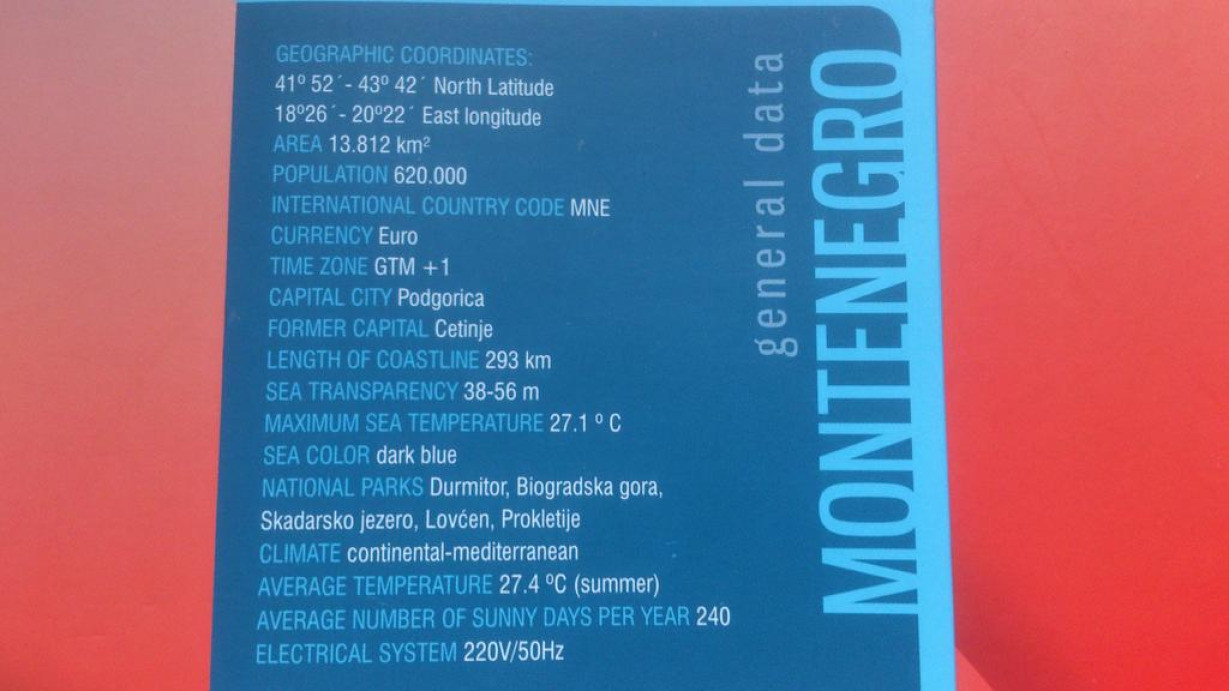 GEOGRAPHIC COORDINATES:
41º 52´- 43º 42´ North Latitude
18º26´- 20º22´ East longitude
AREA 13.812 km²
POPULATION 620.000
INTERNATIONAL COUNTRY CODE MNE
CURRENCY Euro
TIME ZONE GTM +1
CAPITAL CITY Podgorica
FORMER CAPITAL Cetinje
LENGTH OF COASTLINE 293 km
SEA TRANSPARENCY 38-56 m
MAXIMUM SEA TEMPERATURE 27.1 º C
SEA COLOR dark blue
NATIONAL PARKS Durmitor, Biogradska gora,
Skadarsko jezero, Lovćen, Prokletije
CLIMATE continental-mediterranean
AVERAGE TEMPERATURE 27.4 ºC (summer)
AVERAGE NUMBER OF SUNNY DAYS PER YEAR 240
ELECTRICAL SYSTEM 220V/50Hz
general data
MONTENEGRO